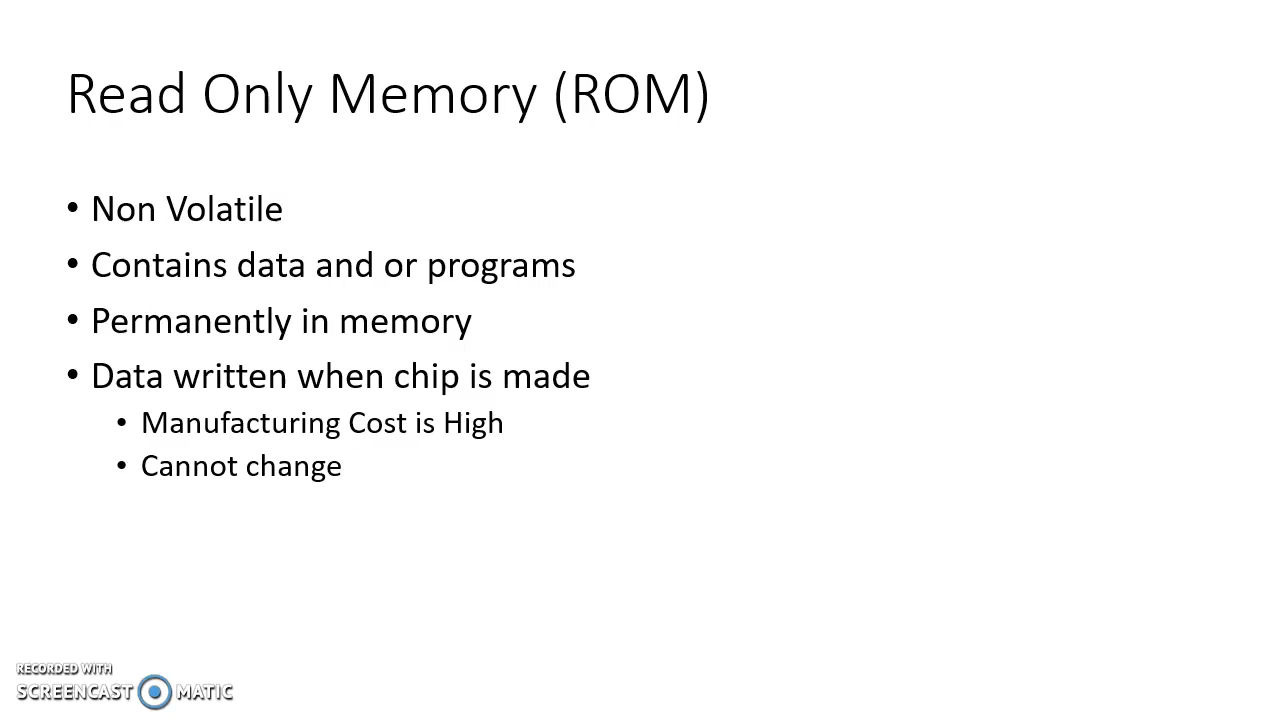 Read Only Memory (ROM)
• Non Volatile
• Contains data and or programs
• Permanently in memory
• Data written when chip is made
• Manufacturing Cost is High
• Cannot change
RECORDED WITH
SCREENCAST MATIC